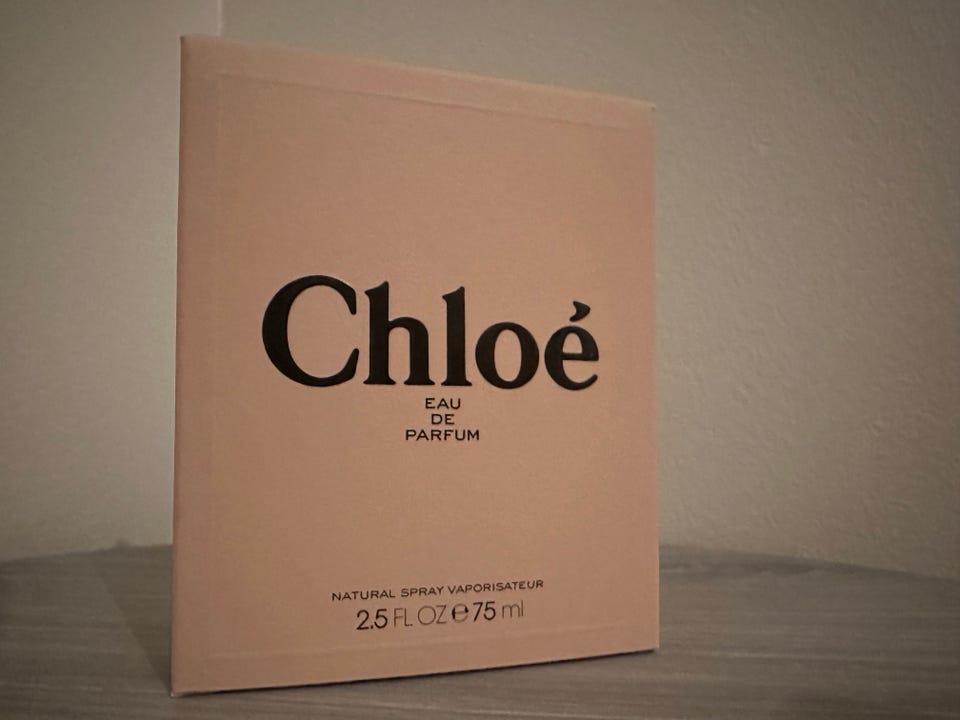 Chloé
EAU
DE
PARFUM
NATURAL SPRAY VAPORISATEUR
2.5 FL. OZ ℮ 75 ml